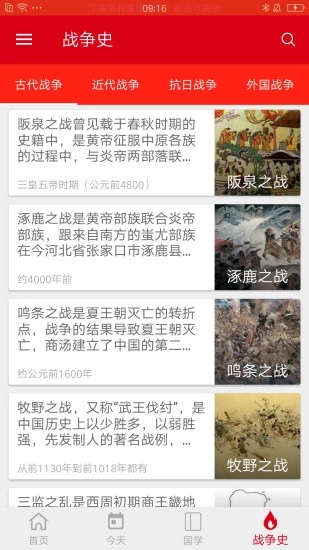 09:16
战争史
古代战争
近代战争
抗日战争
外国战争
阪泉之战曾见载于春秋时期的
史籍中，是黄帝征服中原各族
的过程中，与炎帝两部落联...
三皇五帝时期（公元前4800）
阪泉之战
涿鹿之战是黄帝部族联合炎帝
部族，跟来自南方的蚩尤部族
在今河北省张家口市涿鹿县...
约4000年前
涿鹿之战
鸣条之战是夏王朝灭亡的转折
点，战争的结果导致夏王朝灭
亡，商汤建立了中国的第二...
约公元前1600年
鸣条之战
牧野之战，又称“武王伐纣”，是
中国历史上以少胜多，以弱胜
强，先发制人的著名战例，...
从前1130年到前1018年都有
牧野之战
三监之乱是西周初期商王畿地
首页
今天
国学
战争史